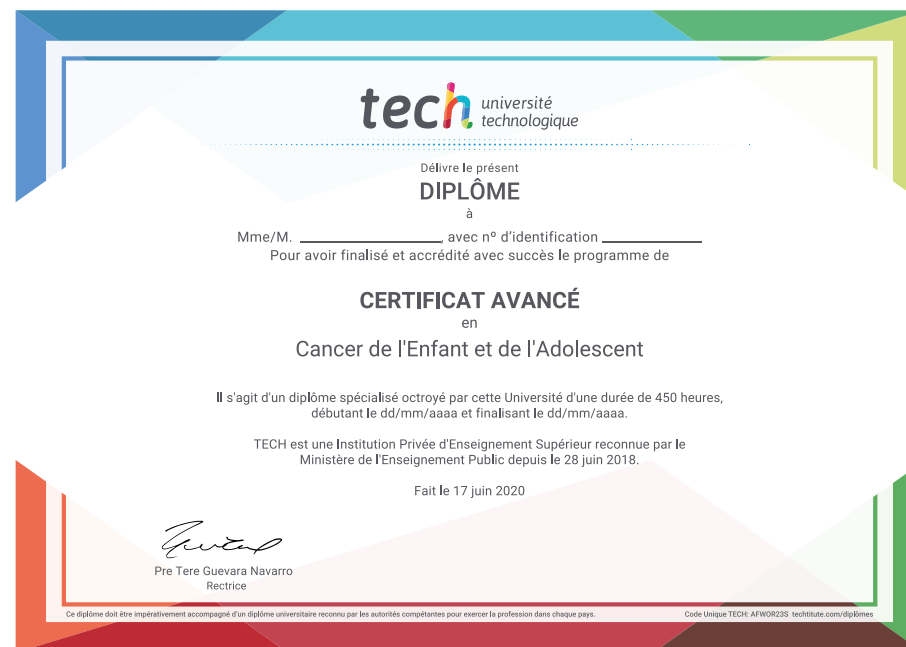 tech université
technologique
Délivre le présent
DIPLÔME
à
Mme/M. ____________________, avec nº d'identification ______________
Pour avoir finalisé et accrédité avec succès le programme de
CERTIFICAT AVANCÉ
en
Cancer de l'Enfant et de l'Adolescent
Il s'agit d'un diplôme spécialisé octroyé par cette Université d'une durée de 450 heures,
débutant le dd/mm/aaaa et finalisant le dd/mm/aaaa.
TECH est une Institution Privée d'Enseignement Supérieur reconnue par le
Ministère de l'Enseignement Public depuis le 28 juin 2018.
Fait le 17 juin 2020
Pre Tere Guevara Navarro
Rectrice
Ce diplôme doit être impérativement accompagné d'un diplôme universitaire reconnu par les autorités compétentes pour exercer la profession dans chaque pays.
Code Unique TECH: AFWOR23S techtitute.com/diplômes